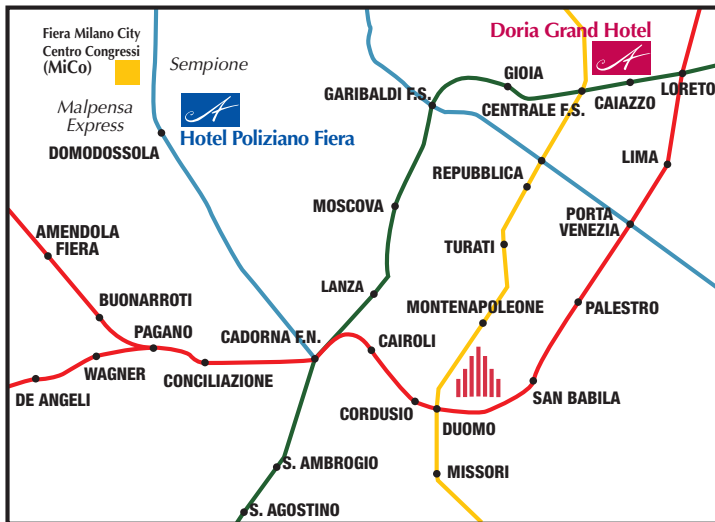 Fiera Milano City
Centro Congressi
(MiCo)
Sempione
Doria Grand Hotel
A
GIOIA
GARIBALDI F.S.
CENTRALE F.S.
CAIAZZO
LORETO
Malpensa
Express
A
Hotel Poliziano Fiera
DOMODOSSOLA
LIMA
REPUBBLICA
MOSCOVA
PORTA
VENEZIA
AMENDOLA
FIERA
TURATI
BUONARROTI
LANZA
MONTENAPOLEONE
PALESTRO
PAGANO
CADORNA F.N.
CAIROLI
WAGNER
CONCILIAZIONE
DE ANGELI
CORDUSIO
DUOMO
SAN BABILA
S. AMBROGIO
MISSORI
S. AGOSTINO